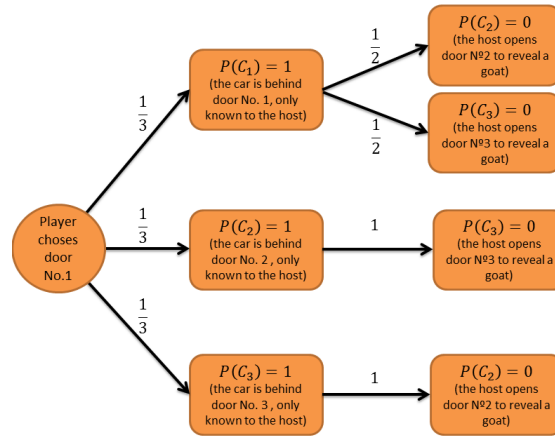 Player
choses
door
No.1
1/3
1/3
1/3
P(C₁) = 1
(the car is behind
door No. 1, only
known to the host)
1/2
1/2
P(C₂) = 0
(the host opens
door Nº2 to reveal a
goat)
P(C₃) = 0
(the host opens
door Nº3 to reveal a
goat)
P(C₂) = 1
(the car is behind
door No. 2 , only
known to the host)
1
P(C₃) = 0
(the host opens
door Nº3 to reveal a
goat)
P(C₃) = 1
(the car is behind
door No. 3 , only
known to the host)
1
P(C₂) = 0
(the host opens
door Nº2 to reveal a
goat)